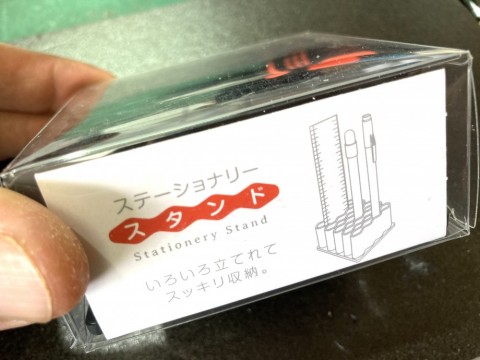 ステーショナリー
スタンド
Stationery Stand
いろいろ立てれて
スッキリ収納。